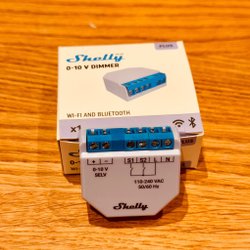 Shelly
PLUS
0-10 V DIMMER
WI-FI AND BLUETOOTH
x1
+ - S1 S2 L N
0-10 V
SELV
110-240 VAC
50/60 Hz
Shelly